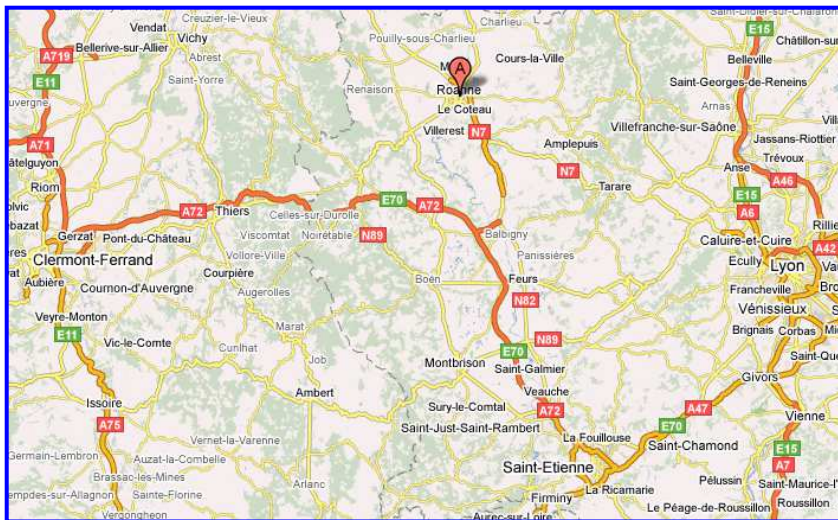 Creuzier-le-Vieux
Charlieu
Vendat
Vichy
Pouilly-sous-Charlieu
E15
A719
Bellerive-sur-Allier
Abrest
A
Cours-la-Ville
Châtillon-su
Belleville
E11
Saint-Yorre
Renaison
Roanne
Saint-Georges-de-Reneins
Le Coteau
Arnas
A71
Villerest
N7
Villefranche-sur-Saône
Amplepuis
Jassans-Riottier
Trévoux
Riom
N7
Anse
A46
Tarare
E15
A72
Thiers
E70
A72
Celles-sur-Durolle
A6
Gerzat
Pont-du-Château
Viscomtat
Noirétable
N89
Balbigny
Caluire-et-Cuire
A42
Clermont-Ferrand
Vollore-Ville
Panissières
Ecully
Lyon
Aubière
Courpière
Boën
Feurs
Cournon-d'Auvergne
Augerolles
N82
Francheville
Vénissieux
Veyre-Monton
Marat
E11
Vic-le-Comte
N89
Brignais
Corbas
Cunlhat
Job
E70
Montbrison
Saint-Galmier
Givors
Issoire
Ambert
Veauche
Sury-le-Comtal
A72
A47
Vienne
A75
Saint-Just-Saint-Rambert
E70
Vernet-la-Varenne
La Fouillouse
Saint-Chamond
E15
Germain-Lembron
Auzat-la-Combelle
Saint-Etienne
A7
Brassac-les-Mines
Arlanc
Pélussin
La Ricamarie
Sainte-Florine
Firminy
Le Péage-de-Roussillon
Roussillon
Vergongheon
Aurec-sur-Loire